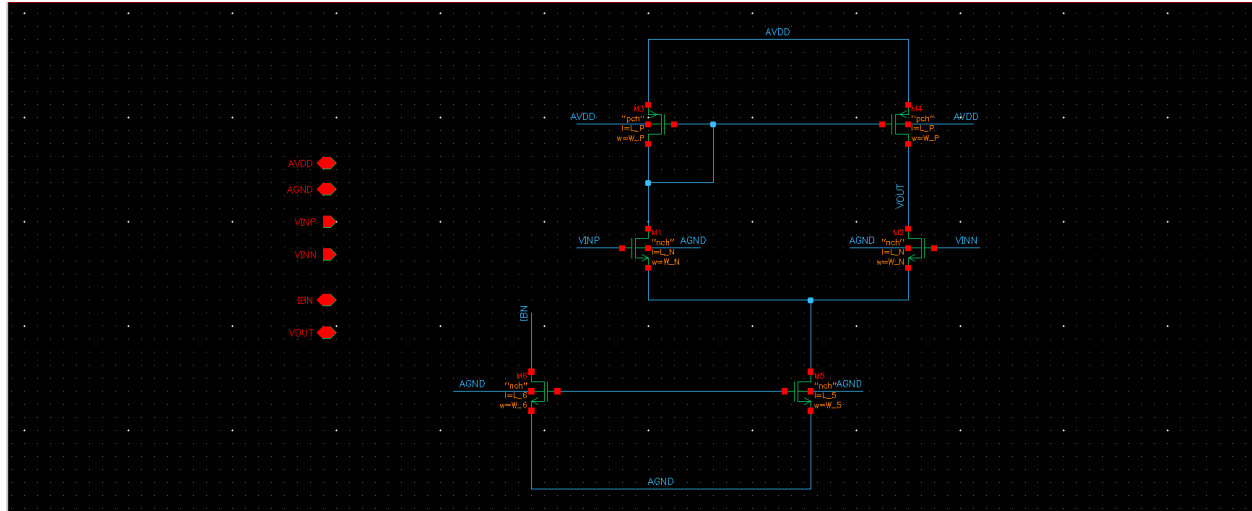 AVDD
M3
"pch"
l=L_P
w=W_P
AVDD
M4
"pch"
l=L_P
w=W_P
AVDD
AVDD
AGND
VINP
VINN
IBN
VOUT
VOUT
VINP
M1
"nch"
l=L_N
w=W_N
AGND
AGND
M2
"nch"
l=L_N
w=W_N
VINN
IBN
AGND
M6
"nch"
l=L_6
w=W_6
M5
"nch"
l=L_5
w=W_5
AGND
AGND